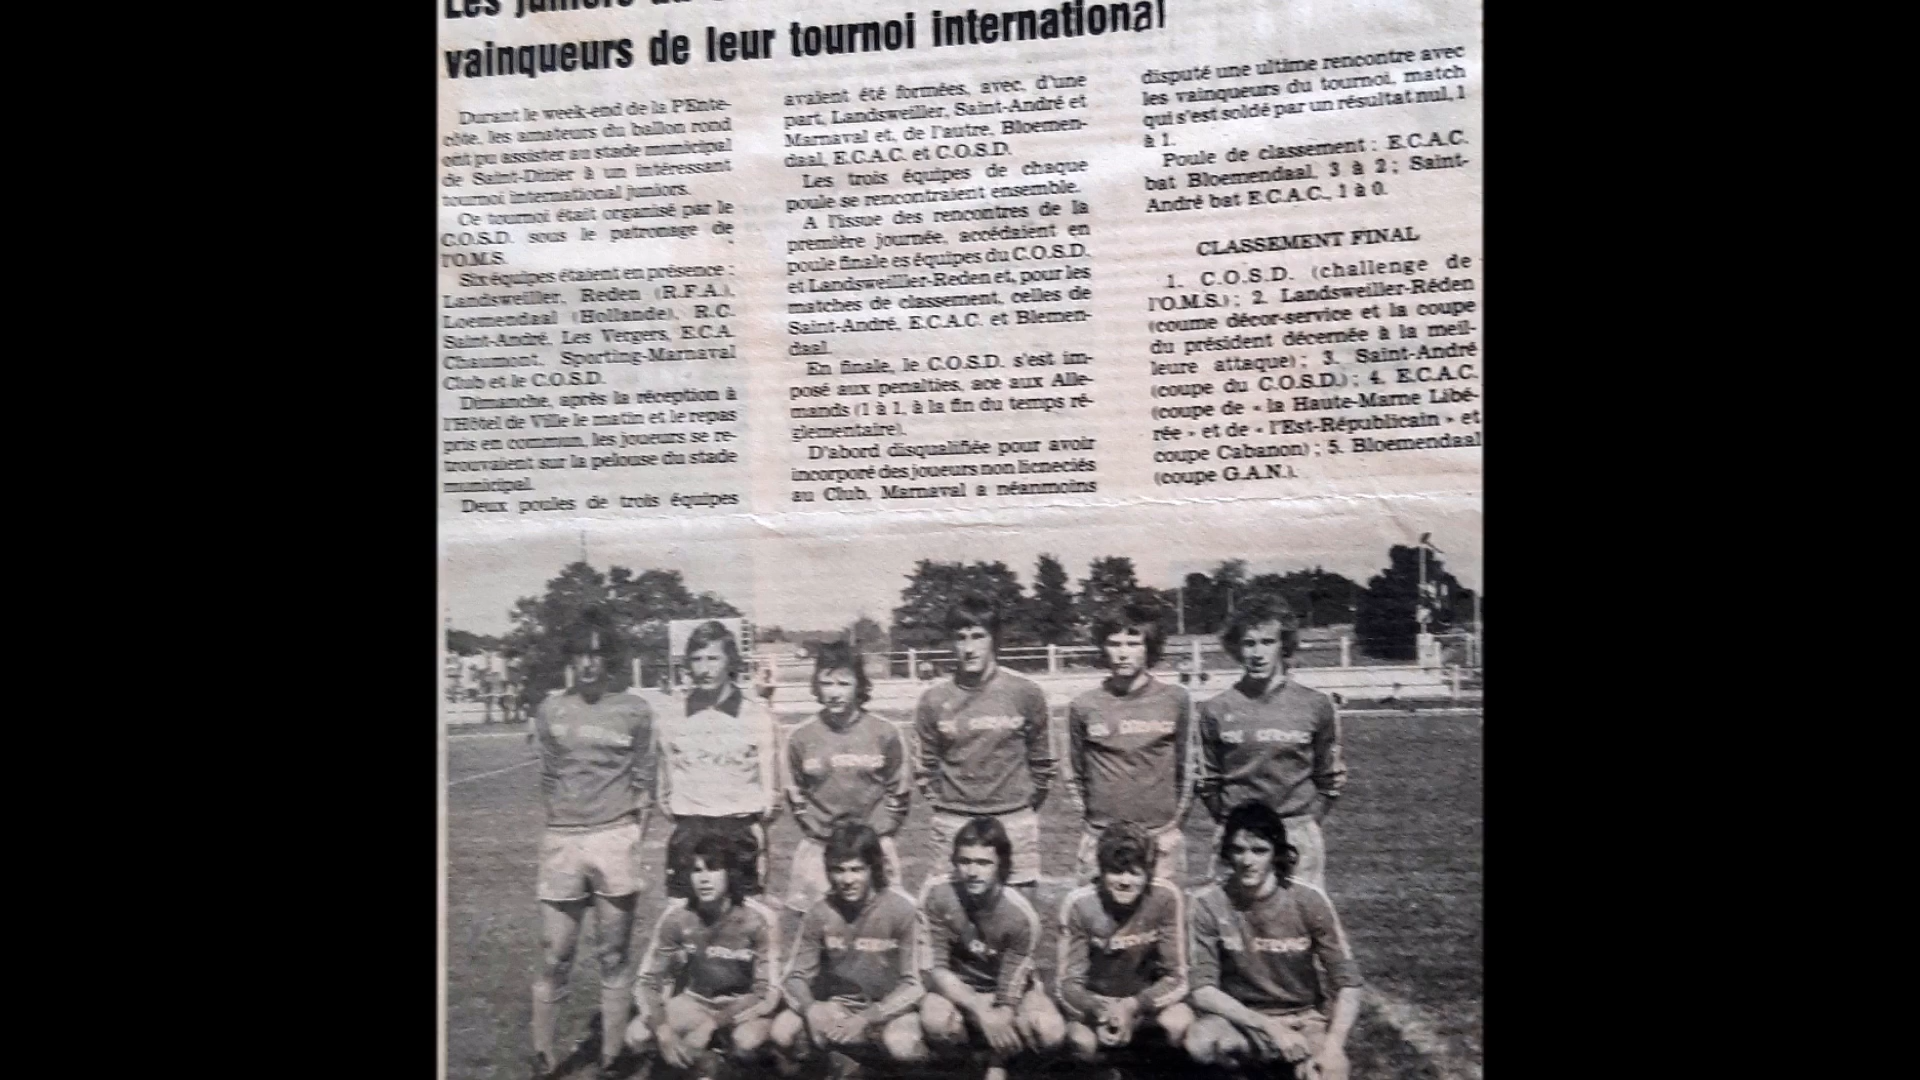 Les juniors
vainqueurs de leur tournoi international
Durant le week-end de la PEnte-
côte, les amateurs du ballon rond
ont pu assister au stade municipal
de Saint-Dizier à un intéressant
tournoi international juniors.
Ce tournoi était organisé par le
C.O.S.D. sous le patronage de
l'O.M.S.
Six équipes étaient en présence :
Landsweiller, Reden (R.F.A.),
Loemendaal (Hollande), R.C.
Saint-André, Les Vergers, E.C.A.
Chaumont, Sporting-Marnaval
Club et le C.O.S.D.
Dimanche, après la réception à
l'Hôtel de Ville le matin et le repas
pris en commun, les joueurs se re-
trouvaient sur la pelouse du stade
municipal.
Deux poules de trois équipes
avaient été formées, avec, d'une
part, Landsweiller, Saint-André et
Marnaval et, de l'autre, Bloemen-
daal, E.C.A.C. et C.O.S.D.
Les trois équipes de chaque
poule se rencontraient ensemble.
A l'issue des rencontres de la
première journée, accédaient en
poule finale es équipes du C.O.S.D.
et Landsweillier-Reden et, pour les
matches de classement, celles de
Saint-André, E.C.A.C. et Blemen-
daal.
En finale, le C.O.S.D. s'est im-
posé aux penalties, ace aux Alle-
mands (1 à 1, à la fin du temps ré-
glementaire).
D'abord disqualifiée pour avoir
incorporé des joueurs non licneciés
au Club, Marnaval a néanmoins
disputé une ultime rencontre avec
les vainqueurs du tournoi, match
qui s'est soldé par un résultat nul, 1
à 1.
Poule de classement : E.C.A.C.
bat Bloemendaal, 3 à 2 ; Saint-
André bat E.C.A.C., 1 à 0.
CLASSEMENT FINAL
1. C.O.S.D. (challenge de
l'O.M.S.) ; 2. Landsweiller-Réden
(coume décor-service et la coupe
du président décernée à la meil-
leure attaque) ; 3. Saint-André
(coupe du C.O.S.D.) ; 4. E.C.A.C.
(coupe de « la Haute-Marne Libé-
rée » et de « l'Est-Républicain » et
coupe Cabanon) ; 5. Bloemendaal
(coupe G.A.N.).